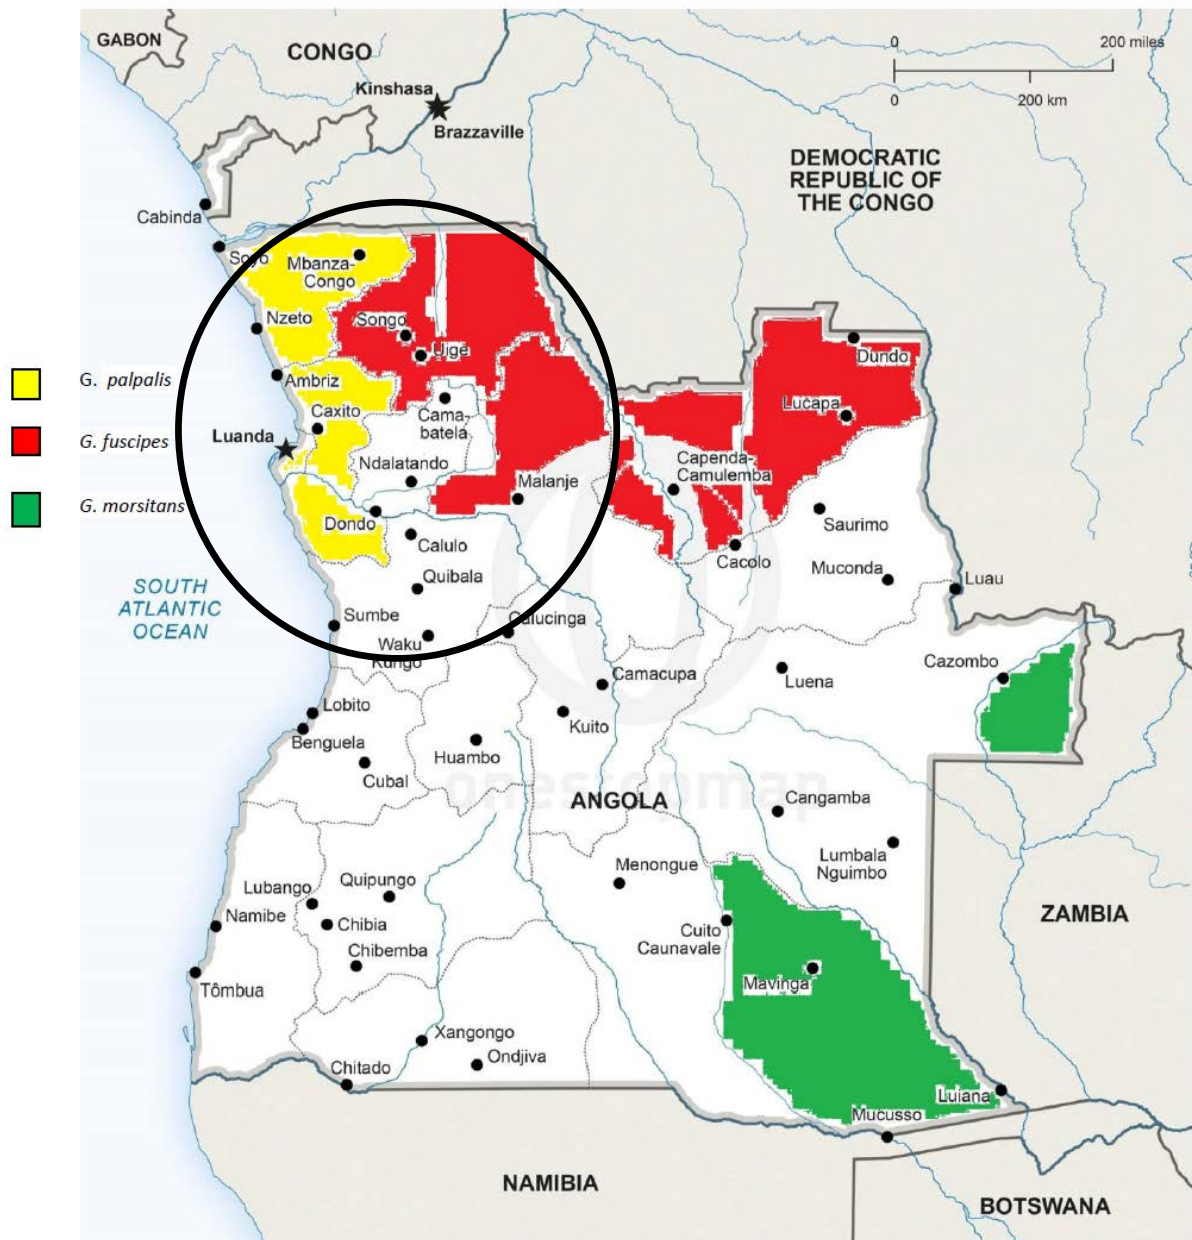 GABON
CONGO
Kinshasa
Brazzaville
0
200 miles
0
200 km
DEMOCRATIC
REPUBLIC OF
THE CONGO
Cabinda
Soyo
Mbanza-
Congo
Nzeto
Songo
Uige
Dundo
G. palpalis
Ambriz
Lucapa
Caxito
Cama-
batela
G. fuscipes
Luanda
Ndalatando
Capenda-
Camulemba
Malanje
G. morsitans
Dondo
Saurimo
Calulo
Cacolo
Muconda
Luau
Quibala
SOUTH
ATLANTIC
OCEAN
Sumbe
Calucinga
Waku
Kungo
Cazombo
Camacupa
Luena
Lobito
Kuito
Benguela
Huambo
Cubal
onestopmap
ANGOLA
Cangamba
Lumbala
Nguimbo
Menongue
Quipungo
Lubango
Namibe
Chibia
Cuito
Caunavale
ZAMBIA
Chibemba
Mavinga
Tômbua
Xangongo
Ondjiva
Chitado
Luiana
Mucusso
NAMIBIA
BOTSWANA